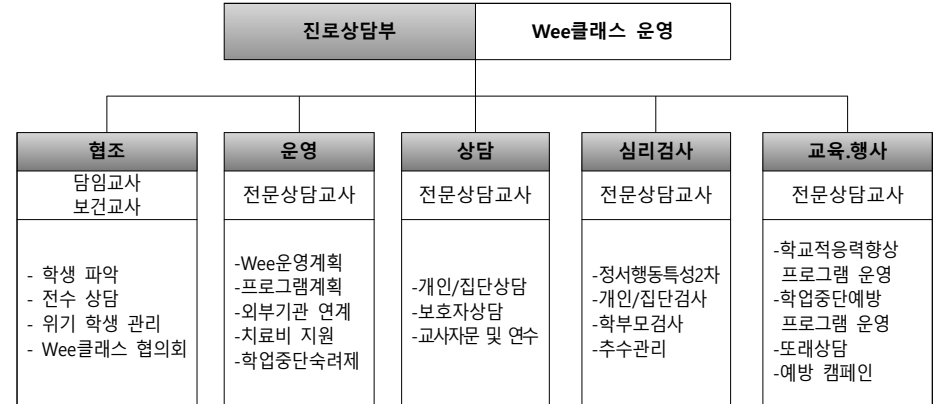 진로상담부
Wee클래스 운영
협조
담임교사
보건교사
- 학생 파악
- 전수 상담
- 위기 학생 관리
- Wee클래스 협의회
운영
전문상담교사
-Wee운영계획
-프로그램계획
-외부기관 연계
-치료비 지원
-학업중단숙려제
상담
전문상담교사
-개인/집단상담
-보호자상담
-교사자문 및 연수
심리검사
전문상담교사
-정서행동특성2차
-개인/집단검사
-학부모검사
-추수관리
교육.행사
전문상담교사
-학교적응력향상
프로그램 운영
-학업중단예방
프로그램 운영
-또래상담
-예방 캠페인